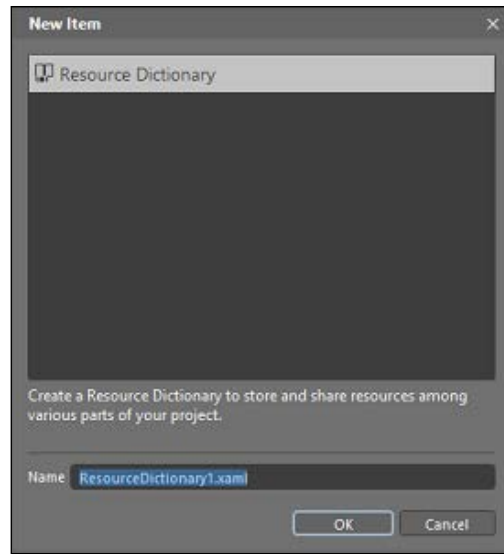 New Item
Resource Dictionary
Create a Resource Dictionary to store and share resources among
various parts of your project.
Name ResourceDictionary1.xaml
OK Cancel